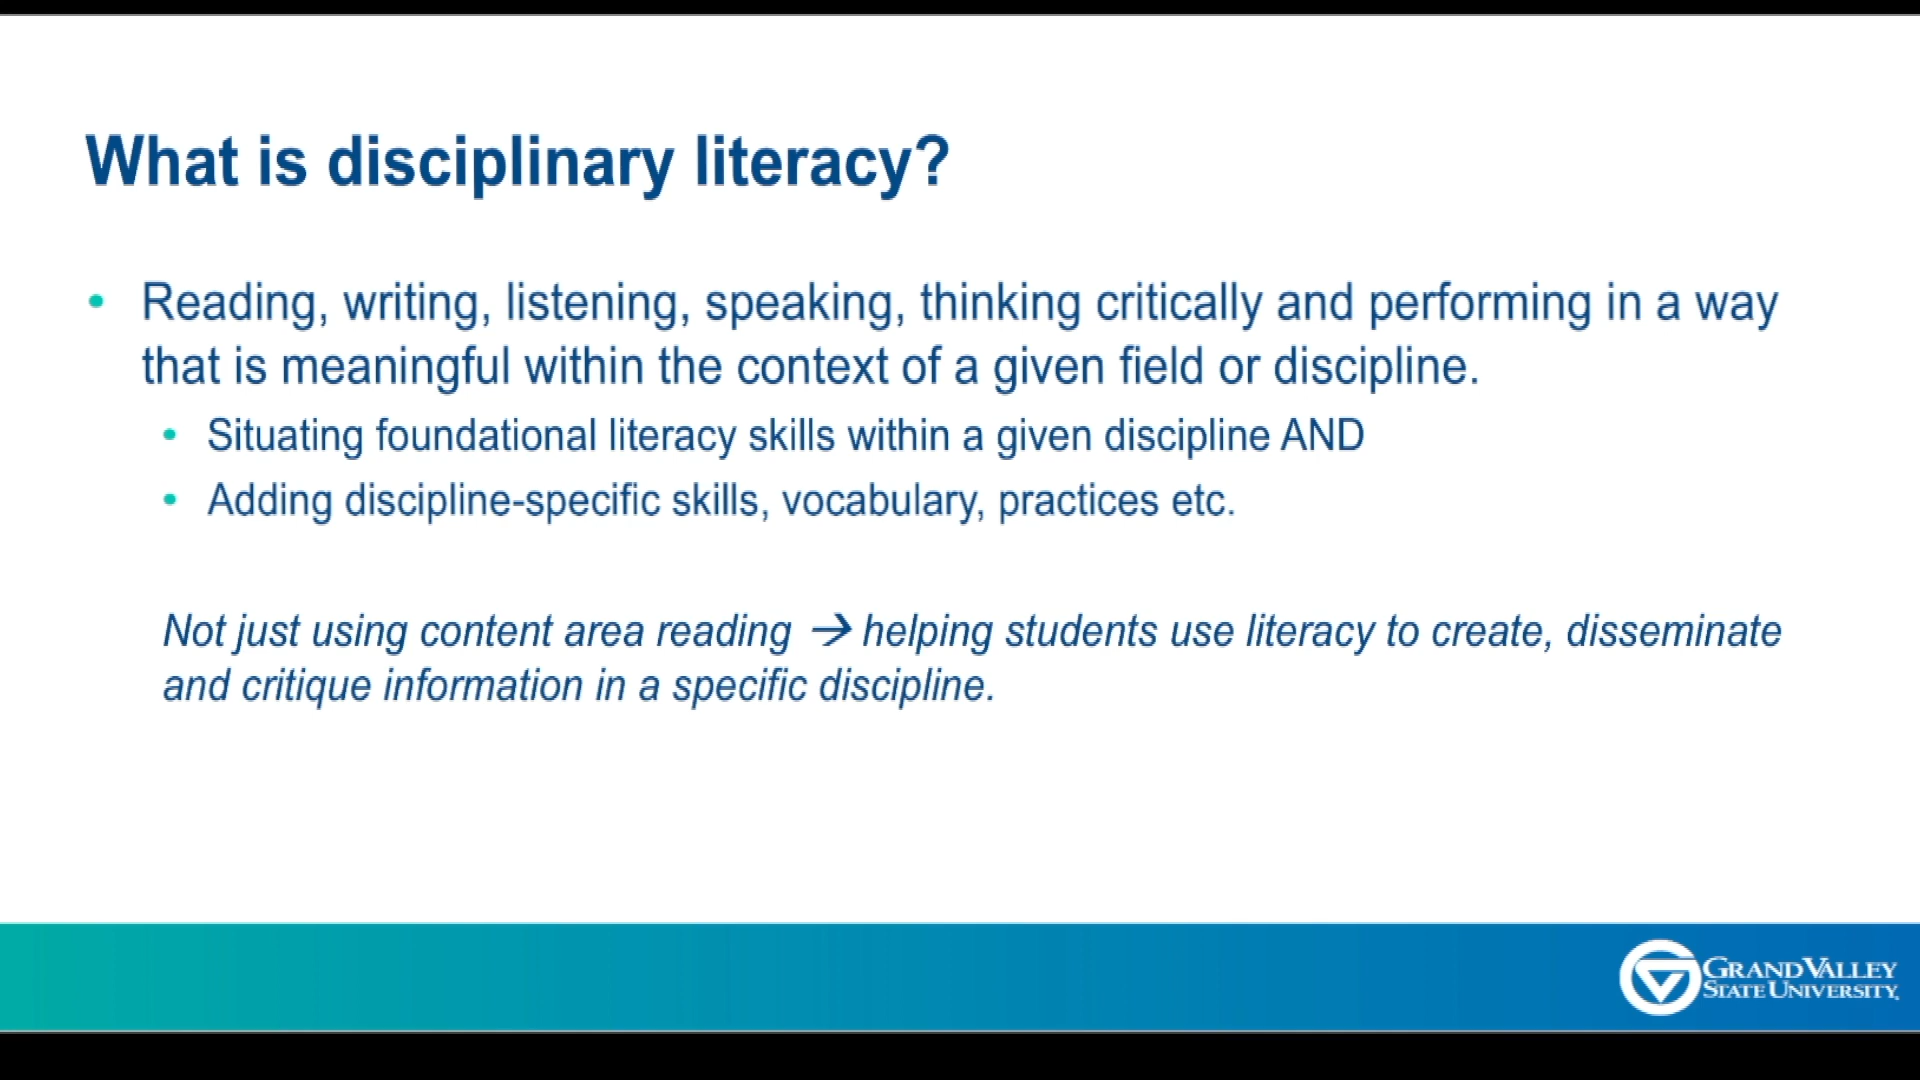 What is disciplinary literacy?
• Reading, writing, listening, speaking, thinking critically and performing in a way
that is meaningful within the context of a given field or discipline.
• Situating foundational literacy skills within a given discipline AND
• Adding discipline-specific skills, vocabulary, practices etc.
Not just using content area reading → helping students use literacy to create, disseminate
and critique information in a specific discipline.
GRAND VALLEY
STATE UNIVERSITY